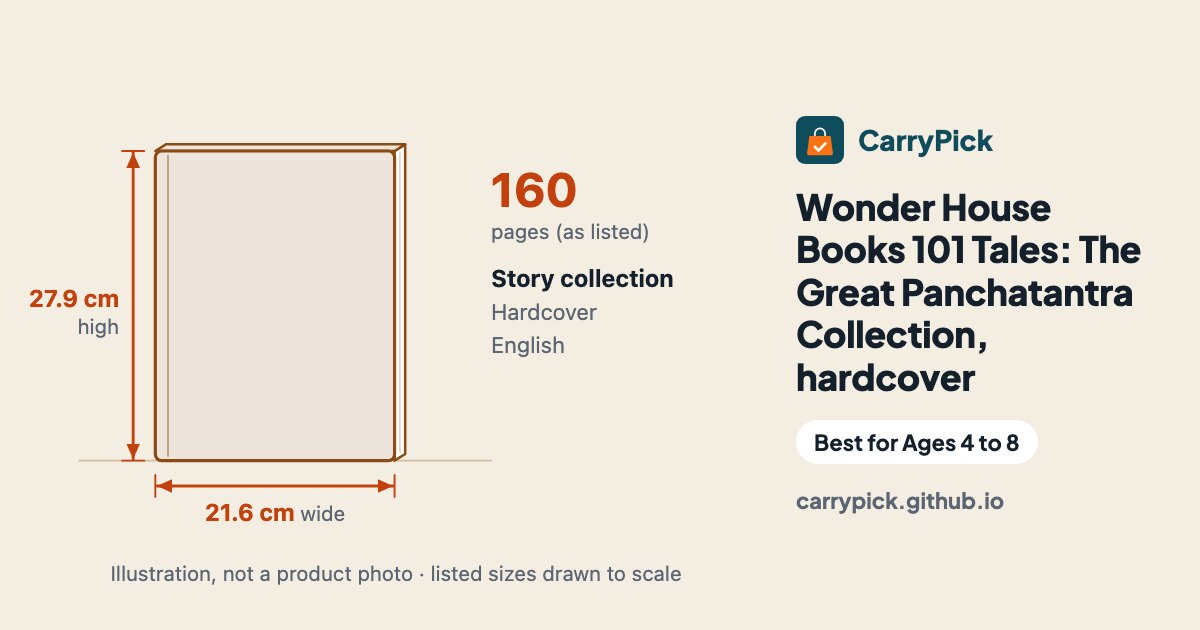 27.9 cm
high
21.6 cm wide
160
pages (as listed)
Story collection
Hardcover
English
CarryPick
Wonder House
Books 101 Tales: The
Great Panchatantra
Collection,
hardcover
Best for Ages 4 to 8
carrypick.github.io
Illustration, not a product photo · listed sizes drawn to scale